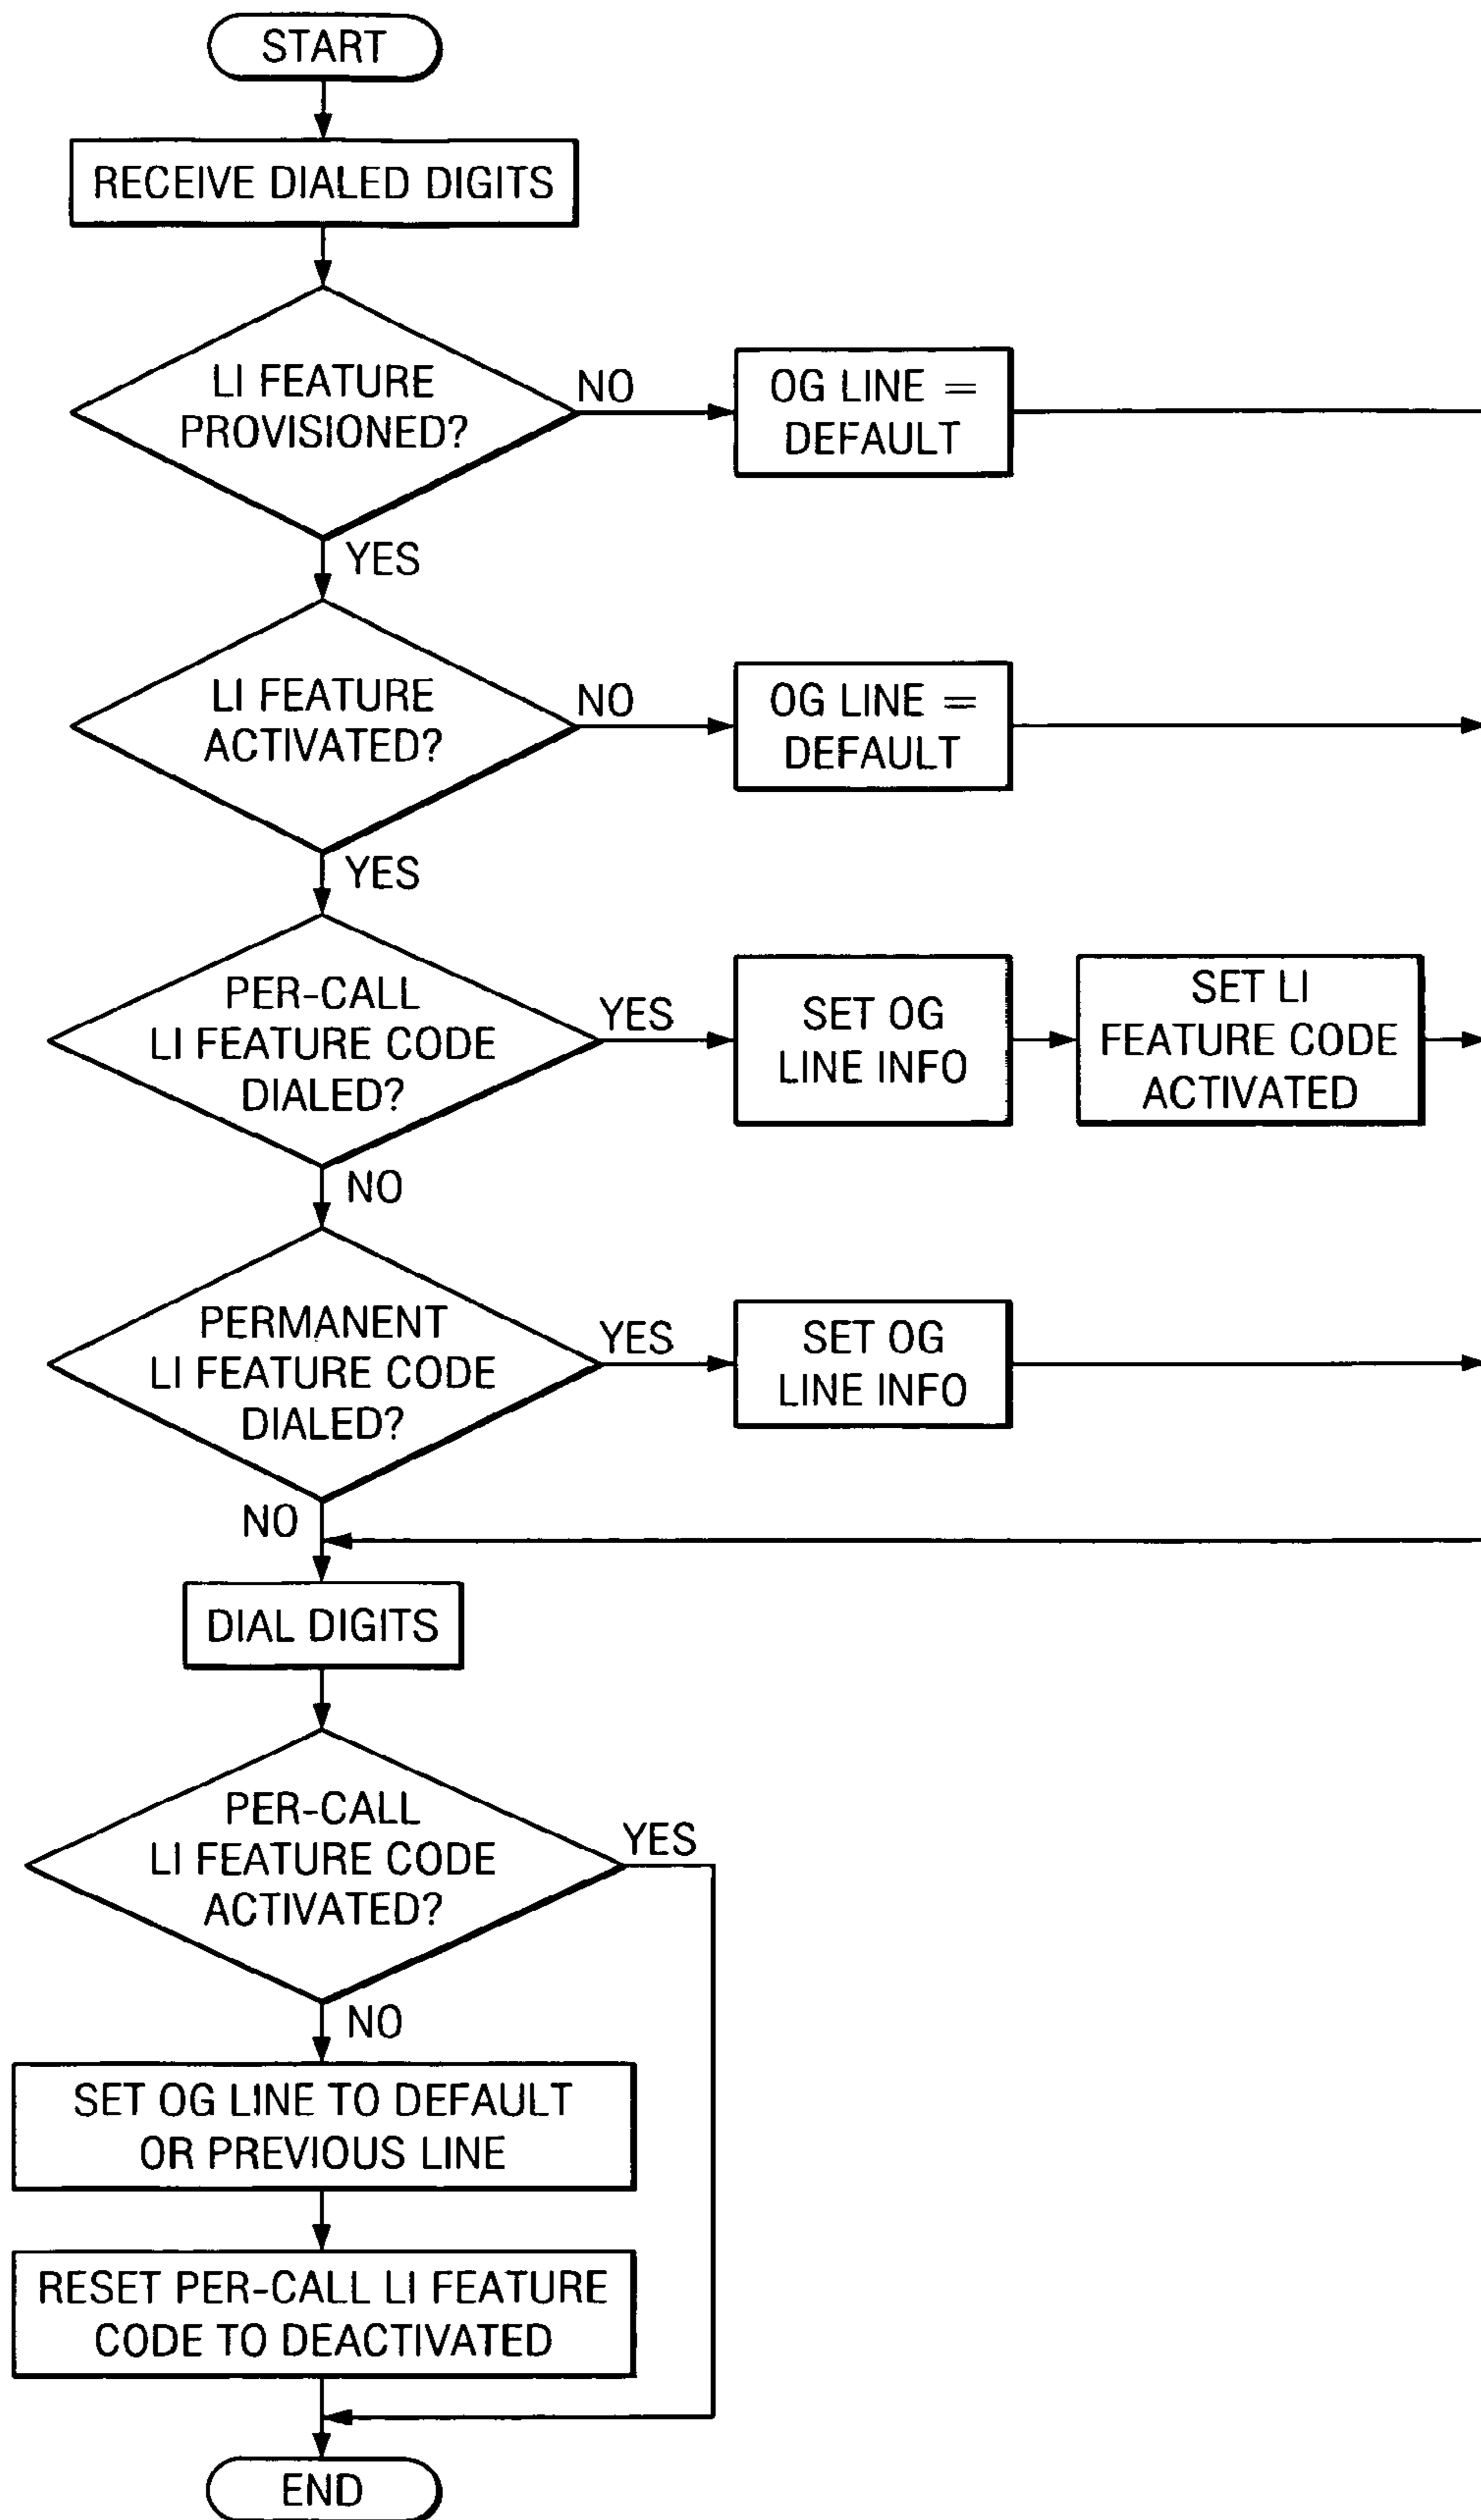 START
RECEIVE DIALED DIGITS
LI FEATURE
PROVISIONED?
NO
OG LINE =
DEFAULT
YES
LI FEATURE
ACTIVATED?
NO
OG LINE =
DEFAULT
YES
PER-CALL
LI FEATURE CODE
DIALED?
YES
SET OG
LINE INFO
SET LI
FEATURE CODE
ACTIVATED
NO
PERMANENT
LI FEATURE CODE
DIALED?
YES
SET OG
LINE INFO
NO
DIAL DIGITS
PER-CALL
LI FEATURE CODE
ACTIVATED?
YES
NO
SET OG LINE TO DEFAULT
OR PREVIOUS LINE
RESET PER-CALL LI FEATURE
CODE TO DEACTIVATED
END